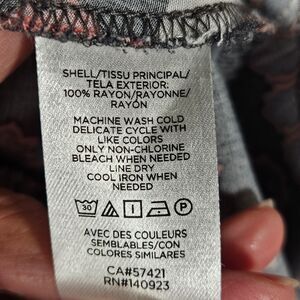 SHELL/TISSU PRINCIPAL/
TELA EXTERIOR:
100% RAYON/RAYONNE/
RAYÓN
MACHINE WASH COLD
DELICATE CYCLE WITH
LIKE COLORS
ONLY NON-CHLORINE
BLEACH WHEN NEEDED
LINE DRY
COOL IRON WHEN
NEEDED
30 P
AVEC DES COULEURS
SEMBLABLES/CON
COLORES SIMILARES
CA#57421
RN#140923